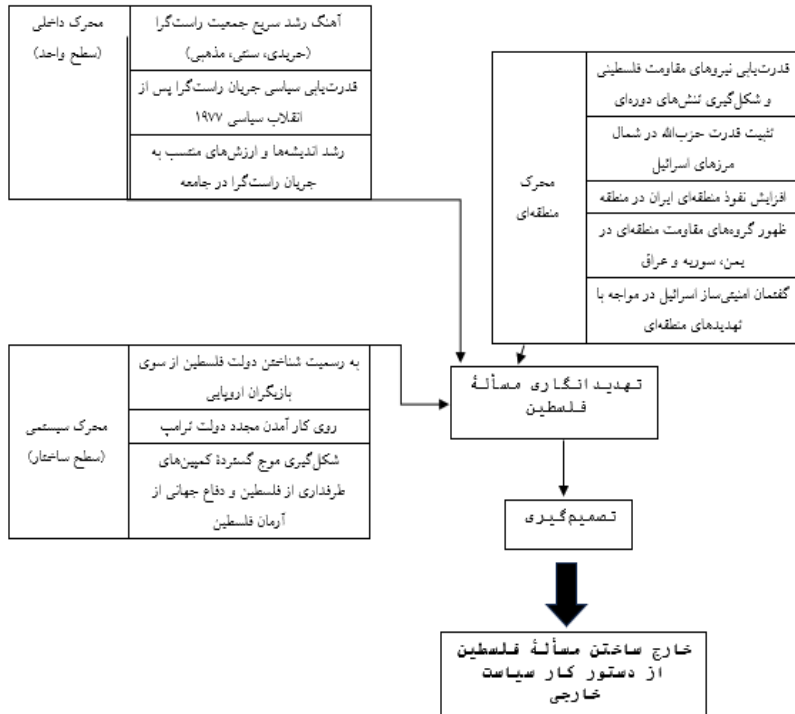 محرک داخلی
(سطح واحد)
آهنگ رشد سریع جمعیت راست‌گرا
(حریدی، سنتی، مذهبی)
قدرت‌یابی سیاسی جریان راست‌گرا پس از
انقلاب سیاسی ۱۹۷۷
رشد اندیشه‌ها و ارزش‌های منتسب به
جریان راست‌گرا در جامعه
محرک
منطقه‌ای
قدرت‌یابی نیروهای مقاومت فلسطینی
و شکل‌گیری تنش‌های دوره‌ای
تثبیت قدرت حزب‌الله در شمال
مرزهای اسرائیل
افزایش نفوذ منطقه‌ای ایران در منطقه
ظهور گروه‌های مقاومت منطقه‌ای در
یمن، سوریه و عراق
گفتمان امنیتی‌ساز اسرائیل در مواجه با
تهدیدهای منطقه‌ای
محرک سیستمی
(سطح ساختار)
به رسمیت شناختن دولت فلسطین از سوی
بازیگران اروپایی
روی کار آمدن مجدد دولت ترامپ
شکل‌گیری موج گستردهٔ کمپین‌های
طرفداری از فلسطین و دفاع جهانی از
آرمان فلسطین
تهدیدانگاری مسألهٔ
فلسطین
تصمیم‌گیری
خارج ساختن مسألهٔ فلسطین
از دستور کار سیاست
خارجی